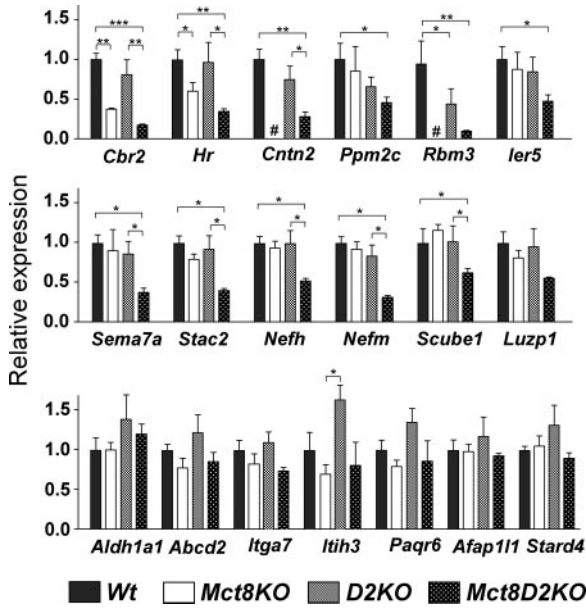 Relative expression
1.5
1.0
0.5
0.0
*** ** ** * * * ** * * ** * *
#
#
Cbr2 Hr Cntn2 Ppm2c Rbm3 Ier5
1.5
1.0
0.5
0.0
* * * * * * * * * *
Sema7a Stac2 Nefh Nefm Scube1 Luzp1
1.5
1.0
0.5
0.0
*
Aldh1a1 Abcd2 Itga7 Itih3 Paqr6 Afap1l1 Stard4
Wt Mct8KO D2KO Mct8D2KO